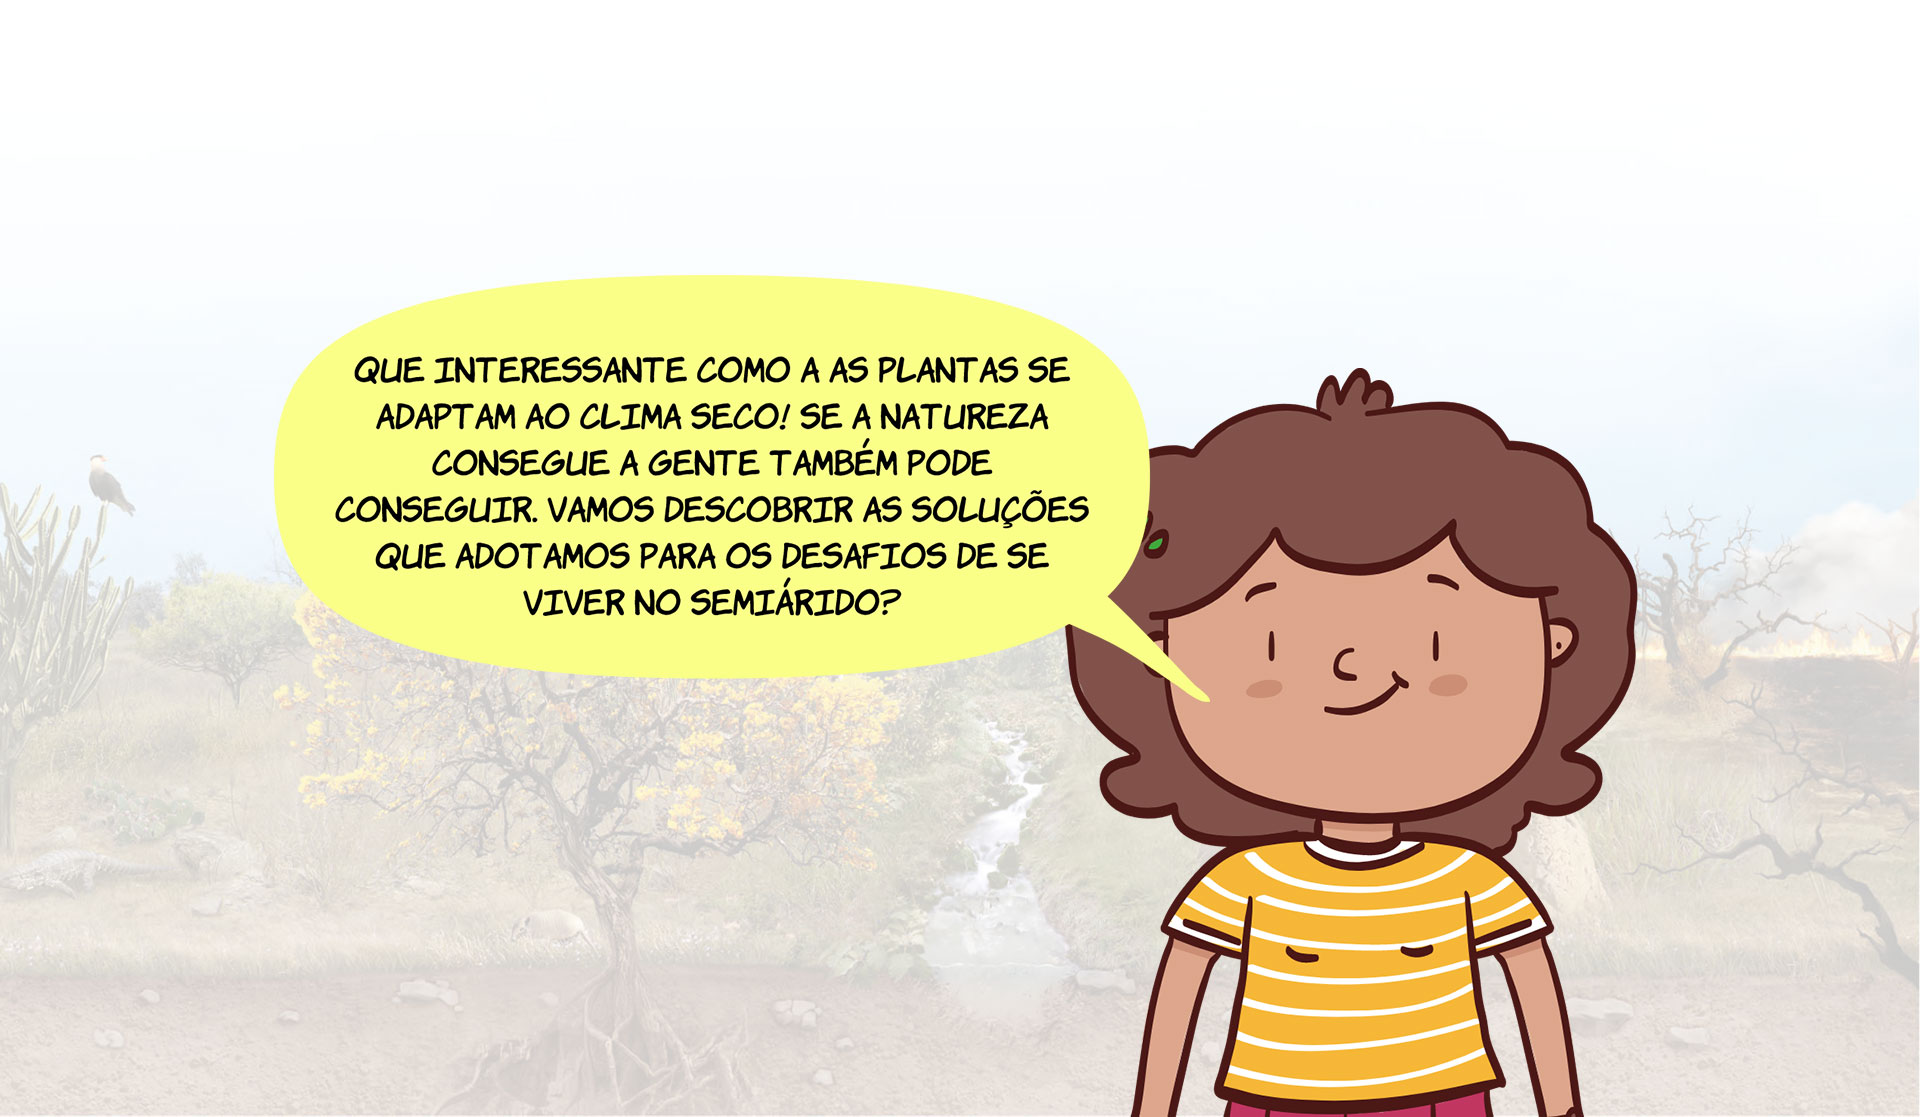 QUE INTERESSANTE COMO A AS PLANTAS SE
ADAPTAM AO CLIMA SECO! SE A NATUREZA
CONSEGUE A GENTE TAMBÉM PODE
CONSEGUIR. VAMOS DESCOBRIR AS SOLUÇÕES
QUE ADOTAMOS PARA OS DESAFIOS DE SE
VIVER NO SEMIÁRIDO?